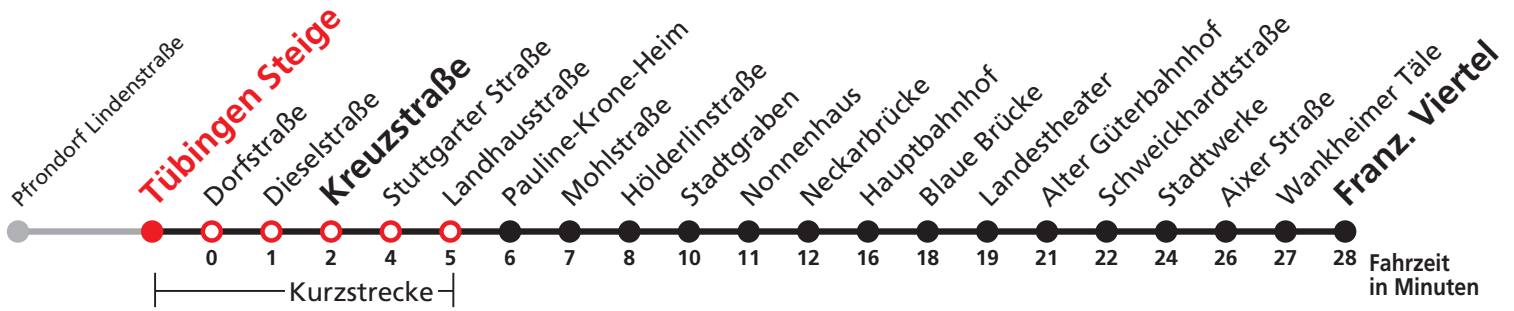 Pfrondorf Lindenstraße
Tübingen Steige
Dorfstraße
Dieselstraße
Kreuzstraße
Stuttgarter Straße
Landhausstraße
Pauline-Krone-Heim
Mohlstraße
Hölderlinstraße
Stadtgraben
Nonnenhaus
Neckarbrücke
Hauptbahnhof
Blaue Brücke
Landestheater
Alter Güterbahnhof
Schweickhardtstraße
Stadtwerke
Aixer Straße
Wankheimer Täle
Franz. Viertel
0 1 2 4 5 6 7 8 10 11 12 16 18 19 21 22 24 26 27 28
Fahrzeit
in Minuten
Kurzstrecke